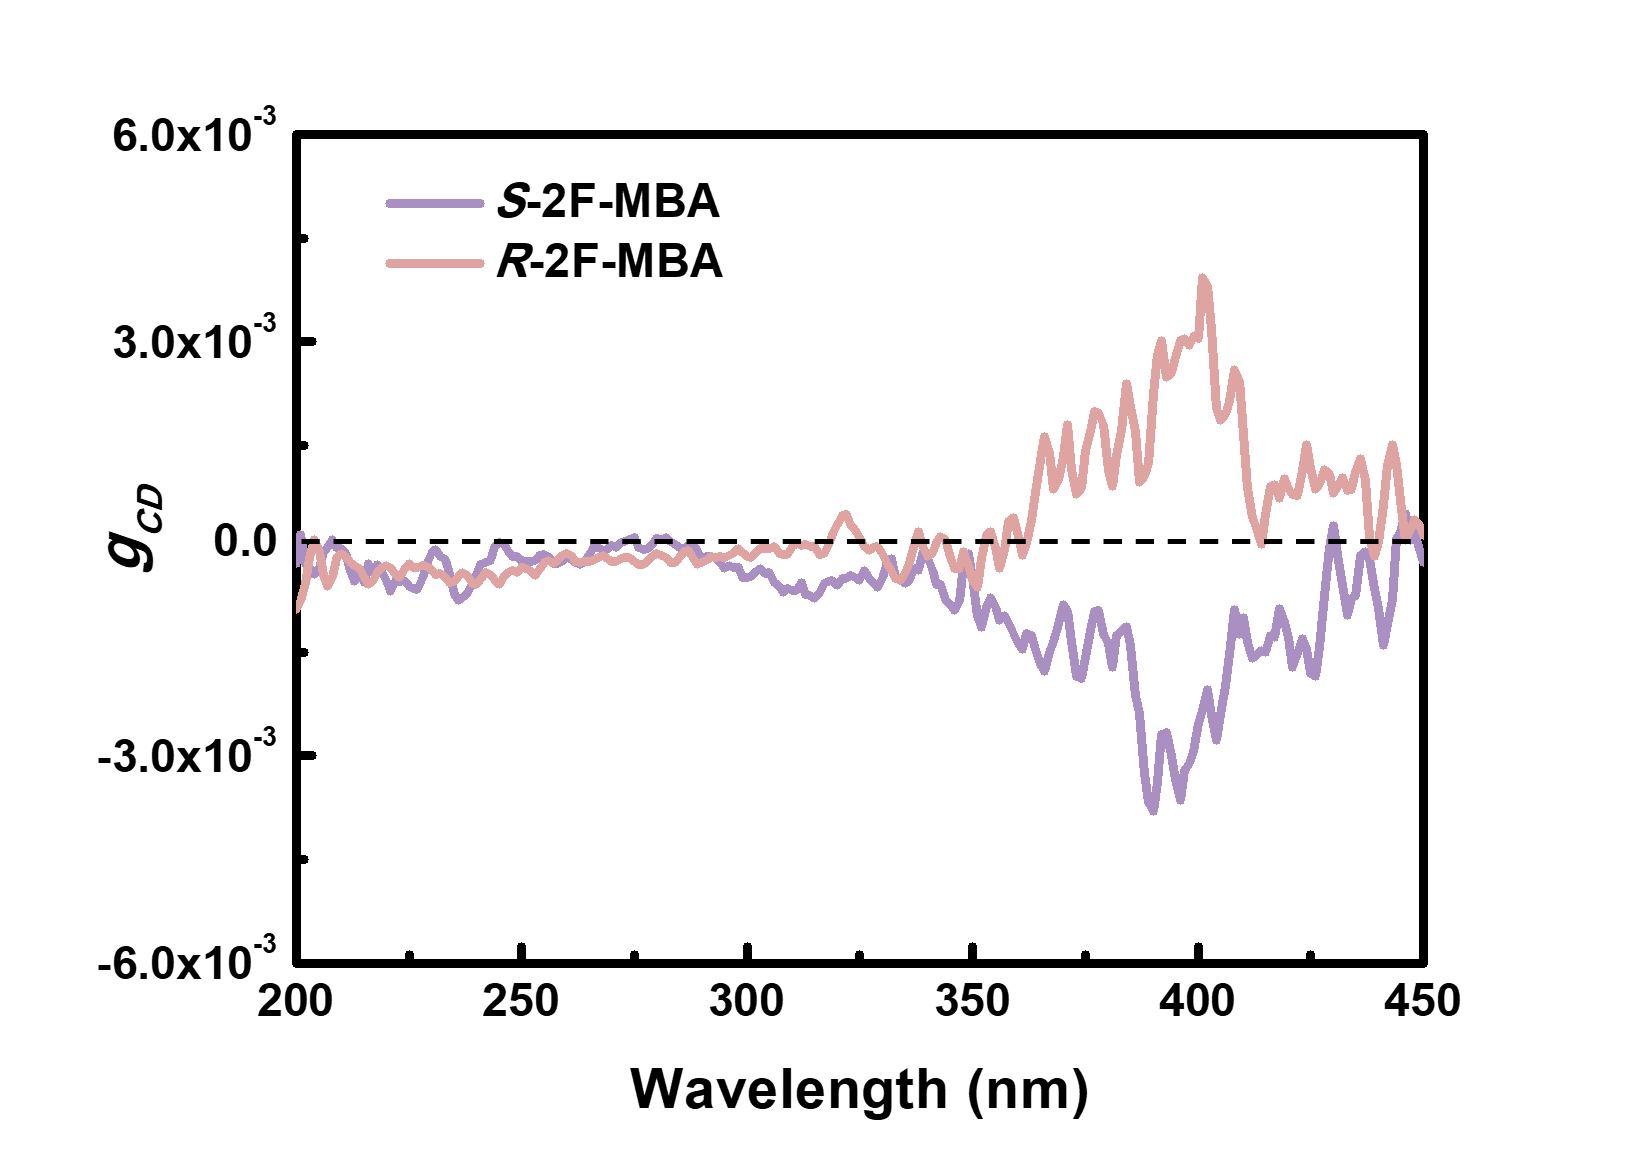 6.0x10⁻³
S-2F-MBA
R-2F-MBA
3.0x10⁻³
g_CD
0.0
-3.0x10⁻³
-6.0x10⁻³
200 250 300 350 400 450
Wavelength (nm)